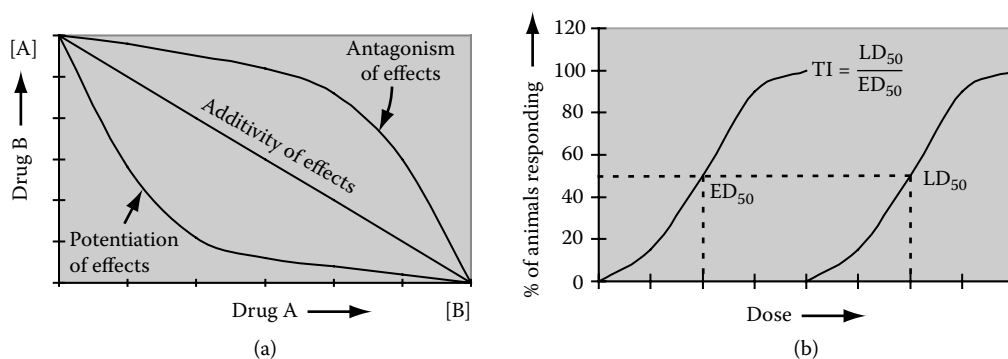 [A]
Drug B
Antagonism
of effects
Additivity of effects
Potentiation
of effects
Drug A
[B]
(a)
% of animals responding
120
100
80
60
40
20
0
TI = LD50
ED50
ED50
LD50
Dose
(b)